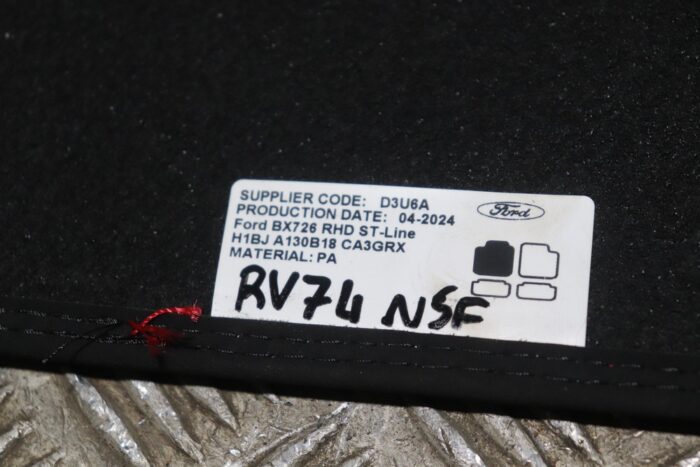 SUPPLIER CODE: D3U6A
PRODUCTION DATE: 04-2024
Ford
Ford BX726 RHD ST-Line
H1BJ A130B18 CA3GRX
MATERIAL: PA
RV74 NSF